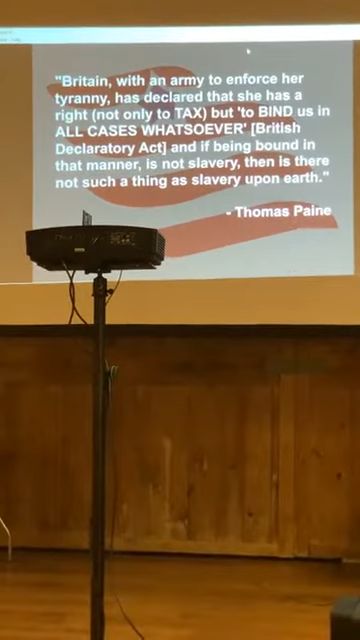 "Britain, with an army to enforce her
tyranny, has declared that she has a
right (not only to TAX) but 'to BIND us in
ALL CASES WHATSOEVER' [British
Declaratory Act] and if being bound in
that manner, is not slavery, then is there
not such a thing as slavery upon earth."
- Thomas Paine